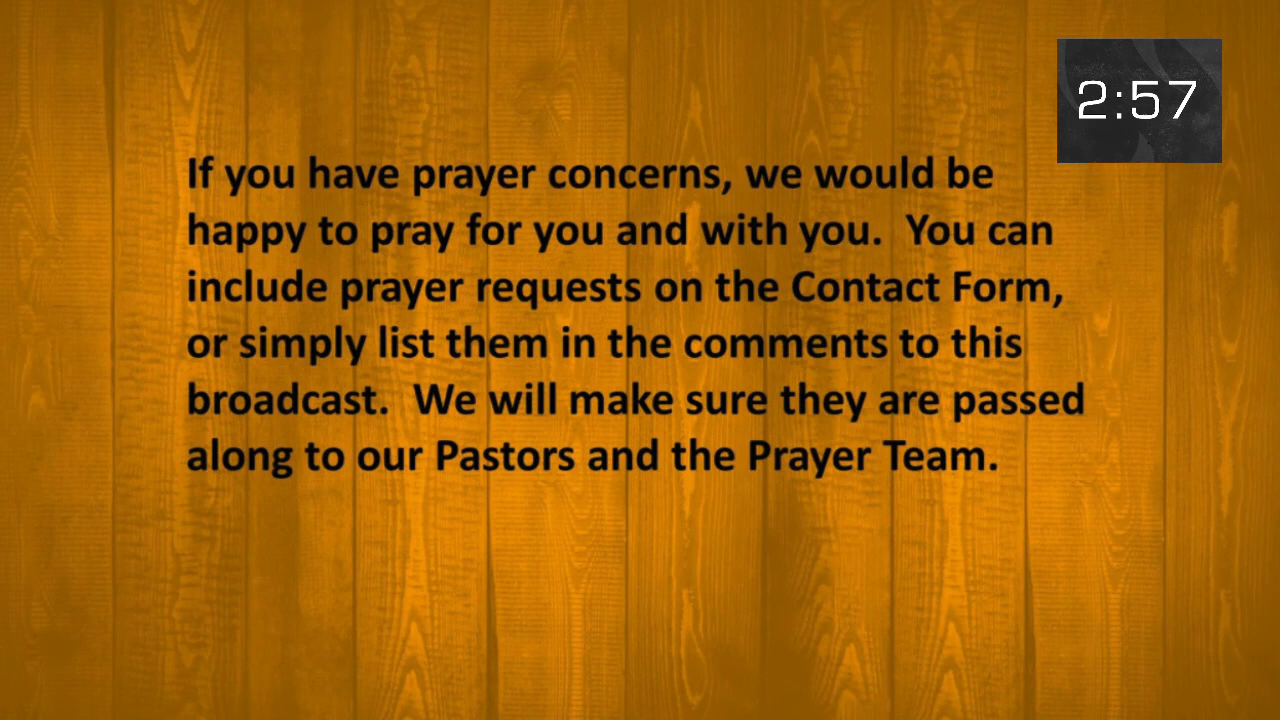 2:57
If you have prayer concerns, we would be
happy to pray for you and with you.  You can
include prayer requests on the Contact Form,
or simply list them in the comments to this
broadcast.  We will make sure they are passed
along to our Pastors and the Prayer Team.